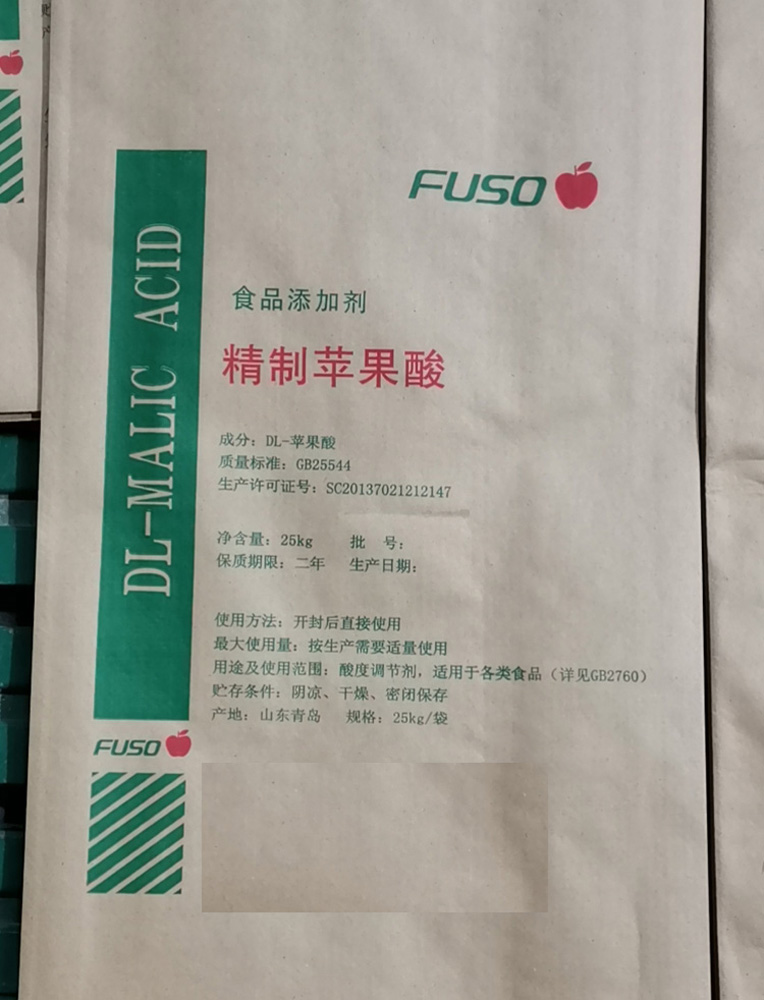 FUSO
DL-MALIC ACID
食品添加剂
精制苹果酸
成分：DL-苹果酸
质量标准：GB25544
生产许可证号：SC20137021212147
净含量：25kg 批 号：
保质期限：二年 生产日期：
使用方法：开封后直接使用
最大使用量：按生产需要适量使用
用途及使用范围：酸度调节剂，适用于各类食品（详见GB2760）
贮存条件：阴凉、干燥、密闭保存
产地：山东青岛 规格：25kg/袋
FUSO